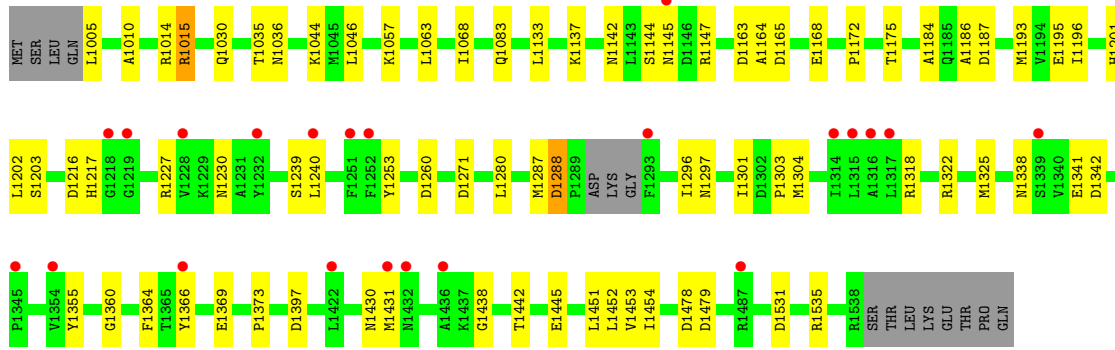 MET SER LEU GLN L1005 A1010 R1014 R1015 Q1030 T1035 N1036 K1044 M1045 L1046 K1057 L1063 I1068 Q1083 L1133 K1137 N1142 L1143 S1144 N1145 D1146 R1147 D1163 A1164 D1165 E1168 P1172 T1175 A1184 Q1185 A1186 D1187 M1193 V1194 E1195 I1196 H1201
L1202 S1203 D1216 H1217 G1218 G1219 R1227 V1228 K1229 N1230 A1231 Y1232 S1239 L1240 F1251 F1252 Y1253 D1260 D1271 L1280 M1287 D1288 P1289 ASP LYS GLY F1293 I1296 N1297 I1301 D1302 P1303 M1304 I1314 L1315 A1316 L1317 R1318 R1322 M1325 N1338 S1339 V1340 E1341 D1342
P1345 V1354 Y1355 G1360 F1364 T1365 Y1366 E1369 P1373 D1397 L1422 N1430 M1431 N1432 A1436 K1437 G1438 T1442 E1445 L1451 L1452 V1453 I1454 D1478 D1479 R1487 D1531 R1535 R1538 SER THR LEU LYS GLU THR PRO GLN